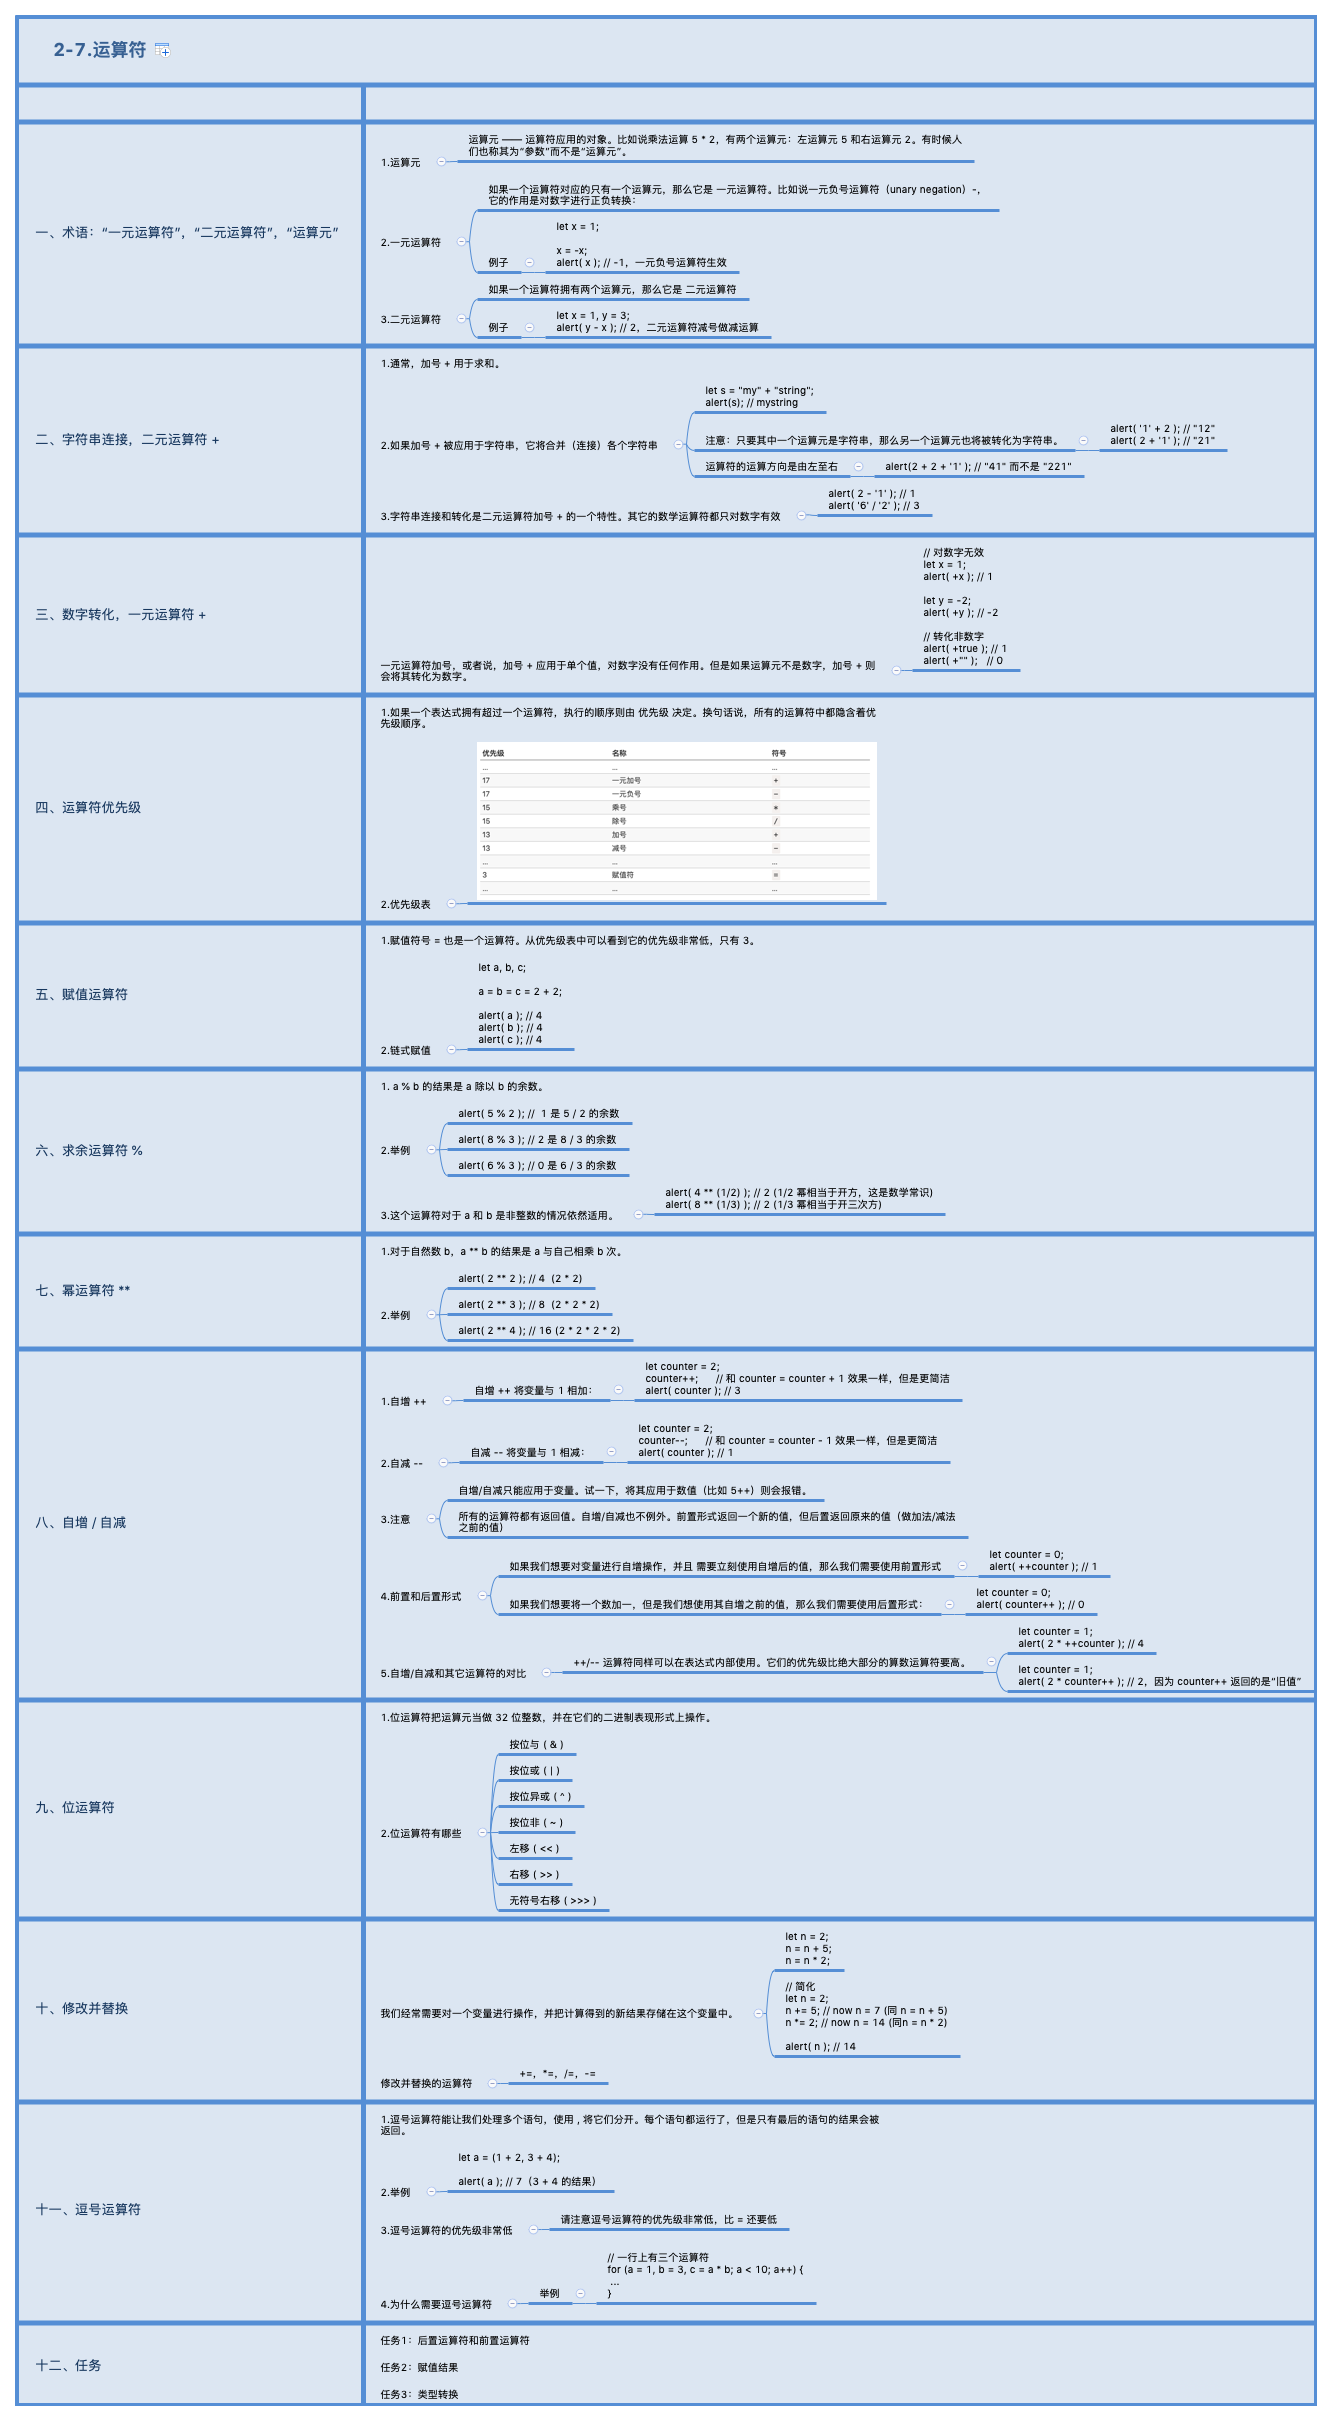 2-7.运算符
一、术语：“一元运算符”，“二元运算符”，“运算元”
1.运算元
运算元 —— 运算符应用的对象。比如说乘法运算 5 * 2，有两个运算元：左运算元 5 和右运算元 2。有时候人
们也称其为“参数”而不是“运算元”。
2.一元运算符
如果一个运算符对应的只有一个运算元，那么它是 一元运算符。比如说一元负号运算符（unary negation）-，
它的作用是对数字进行正负转换：
例子
let x = 1;
x = -x;
alert( x ); // -1，一元负号运算符生效
3.二元运算符
如果一个运算符拥有两个运算元，那么它是 二元运算符
例子
let x = 1, y = 3;
alert( y - x ); // 2，二元运算符减号做减运算
二、字符串连接，二元运算符 +
1.通常，加号 + 用于求和。
2.如果加号 + 被应用于字符串，它将合并（连接）各个字符串
let s = "my" + "string";
alert(s); // mystring
注意：只要其中一个运算元是字符串，那么另一个运算元也将被转化为字符串。
alert( '1' + 2 ); // "12"
alert( 2 + '1' ); // "21"
运算符的运算方向是由左至右
alert(2 + 2 + '1' ); // "41" 而不是 "221"
3.字符串连接和转化是二元运算符加号 + 的一个特性。其它的数学运算符都只对数字有效
alert( 2 - '1' ); // 1
alert( '6' / '2' ); // 3
三、数字转化，一元运算符 +
一元运算符加号，或者说，加号 + 应用于单个值，对数字没有任何作用。但是如果运算元不是数字，加号 + 则
会将其转化为数字。
// 对数字无效
let x = 1;
alert( +x ); // 1
let y = -2;
alert( +y ); // -2
// 转化非数字
alert( +true ); // 1
alert( +"" );   // 0
四、运算符优先级
1.如果一个表达式拥有超过一个运算符，执行的顺序则由 优先级 决定。换句话说，所有的运算符中都隐含着优
先级顺序。
2.优先级表
优先级 名称 符号
... ... ...
17 一元加号 +
17 一元负号 -
15 乘号 *
15 除号 /
13 加号 +
13 减号 -
... ... ...
3 赋值符 =
... ... ...
五、赋值运算符
1.赋值符号 = 也是一个运算符。从优先级表中可以看到它的优先级非常低，只有 3。
2.链式赋值
let a, b, c;
a = b = c = 2 + 2;
alert( a ); // 4
alert( b ); // 4
alert( c ); // 4
六、求余运算符 %
1. a % b 的结果是 a 除以 b 的余数。
2.举例
alert( 5 % 2 ); //  1 是 5 / 2 的余数
alert( 8 % 3 ); // 2 是 8 / 3 的余数
alert( 6 % 3 ); // 0 是 6 / 3 的余数
3.这个运算符对于 a 和 b 是非整数的情况依然适用。
alert( 4 ** (1/2) ); // 2 (1/2 幂相当于开方，这是数学常识)
alert( 8 ** (1/3) ); // 2 (1/3 幂相当于开三次方)
七、幂运算符 **
1.对于自然数 b，a ** b 的结果是 a 与自己相乘 b 次。
2.举例
alert( 2 ** 2 ); // 4  (2 * 2)
alert( 2 ** 3 ); // 8  (2 * 2 * 2)
alert( 2 ** 4 ); // 16 (2 * 2 * 2 * 2)
八、自增 / 自减
1.自增 ++
自增 ++ 将变量与 1 相加：
let counter = 2;
counter++;      // 和 counter = counter + 1 效果一样，但是更简洁
alert( counter ); // 3
2.自减 --
自减 -- 将变量与 1 相减：
let counter = 2;
counter--;      // 和 counter = counter - 1 效果一样，但是更简洁
alert( counter ); // 1
3.注意
自增/自减只能应用于变量。试一下，将其应用于数值（比如 5++）则会报错。
所有的运算符都有返回值。自增/自减也不例外。前置形式返回一个新的值，但后置返回原来的值（做加法/减法
之前的值）
4.前置和后置形式
如果我们想要对变量进行自增操作，并且 需要立刻使用自增后的值，那么我们需要使用前置形式
let counter = 0;
alert( ++counter ); // 1
如果我们想要将一个数加一，但是我们想使用其自增之前的值，那么我们需要使用后置形式：
let counter = 0;
alert( counter++ ); // 0
5.自增/自减和其它运算符的对比
++/-- 运算符同样可以在表达式内部使用。它们的优先级比绝大部分的算数运算符要高。
let counter = 1;
alert( 2 * ++counter ); // 4
let counter = 1;
alert( 2 * counter++ ); // 2，因为 counter++ 返回的是“旧值”
九、位运算符
1.位运算符把运算元当做 32 位整数，并在它们的二进制表现形式上操作。
2.位运算符有哪些
按位与 ( & )
按位或 ( | )
按位异或 ( ^ )
按位非 ( ~ )
左移 ( << )
右移 ( >> )
无符号右移 ( >>> )
十、修改并替换
我们经常需要对一个变量进行操作，并把计算得到的新结果存储在这个变量中。
let n = 2;
n = n + 5;
n = n * 2;
// 简化
let n = 2;
n += 5; // now n = 7 (同 n = n + 5)
n *= 2; // now n = 14 (同n = n * 2)
alert( n ); // 14
修改并替换的运算符
+=，*=，/=，-=
十一、逗号运算符
1.逗号运算符能让我们处理多个语句，使用 , 将它们分开。每个语句都运行了，但是只有最后的语句的结果会被
返回。
2.举例
let a = (1 + 2, 3 + 4);
alert( a ); // 7（3 + 4 的结果）
3.逗号运算符的优先级非常低
请注意逗号运算符的优先级非常低，比 = 还要低
4.为什么需要逗号运算符
举例
// 一行上有三个运算符
for (a = 1, b = 3, c = a * b; a < 10; a++) {
...
}
十二、任务
任务1：后置运算符和前置运算符
任务2：赋值结果
任务3：类型转换